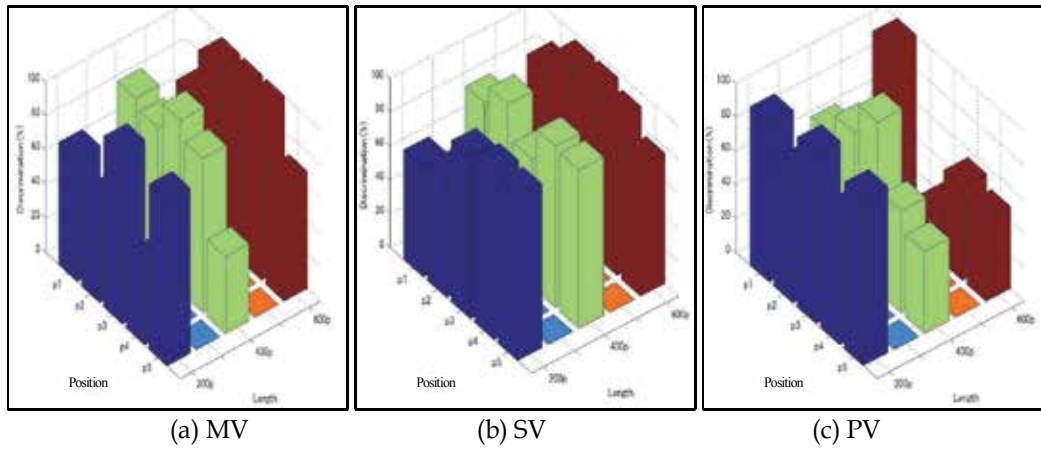 100
80
60
40
20
0
Discrimination (%)
p1
p2
p3
p4
p5
Position
200p
400p
600p
Length
100
80
60
40
20
0
Discrimination (%)
p1
p2
p3
p4
p5
Position
200p
400p
600p
Length
100
80
60
40
20
0
Discrimination (%)
p1
p2
p3
p4
p5
Position
200p
400p
600p
Length
(a) MV
(b) SV
(c) PV